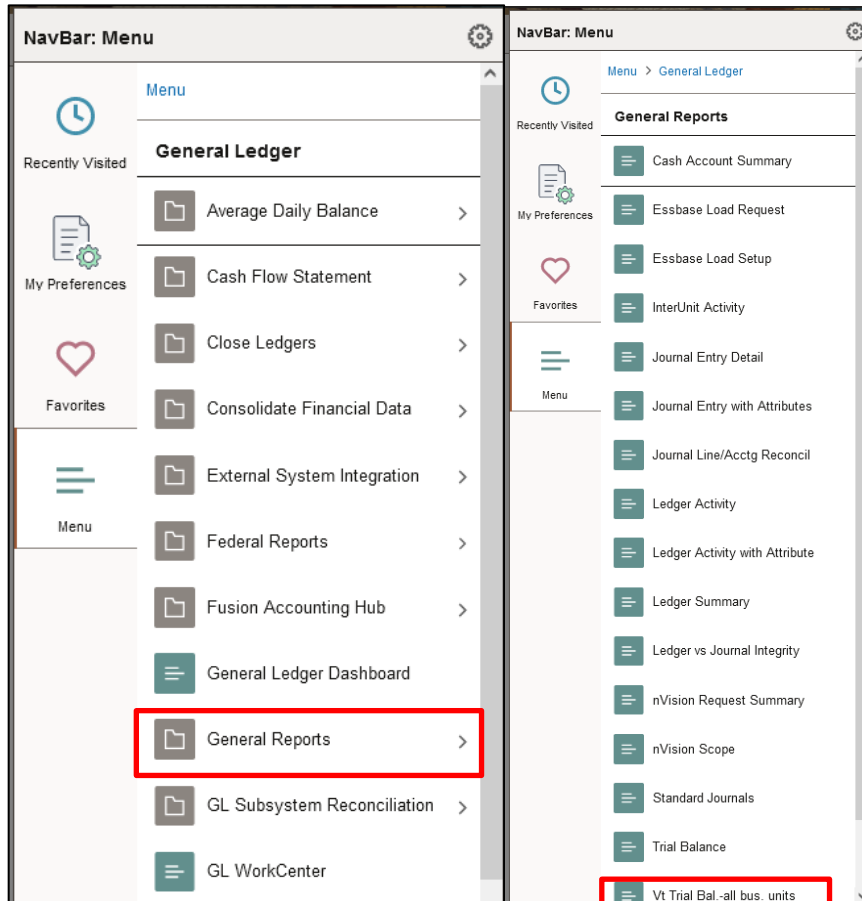 NavBar: Menu
Recently Visited
My Preferences
Favorites
Menu
Menu
General Ledger
Average Daily Balance
Cash Flow Statement
Close Ledgers
Consolidate Financial Data
External System Integration
Federal Reports
Fusion Accounting Hub
General Ledger Dashboard
General Reports
GL Subsystem Reconciliation
GL WorkCenter
NavBar: Menu
Recently Visited
My Preferences
Favorites
Menu
Menu > General Ledger
General Reports
Cash Account Summary
Essbase Load Request
Essbase Load Setup
InterUnit Activity
Journal Entry Detail
Journal Entry with Attributes
Journal Line/Acctg Reconcil
Ledger Activity
Ledger Activity with Attribute
Ledger Summary
Ledger vs Journal Integrity
nVision Request Summary
nVision Scope
Standard Journals
Trial Balance
Vt Trial Bal.-all bus. units